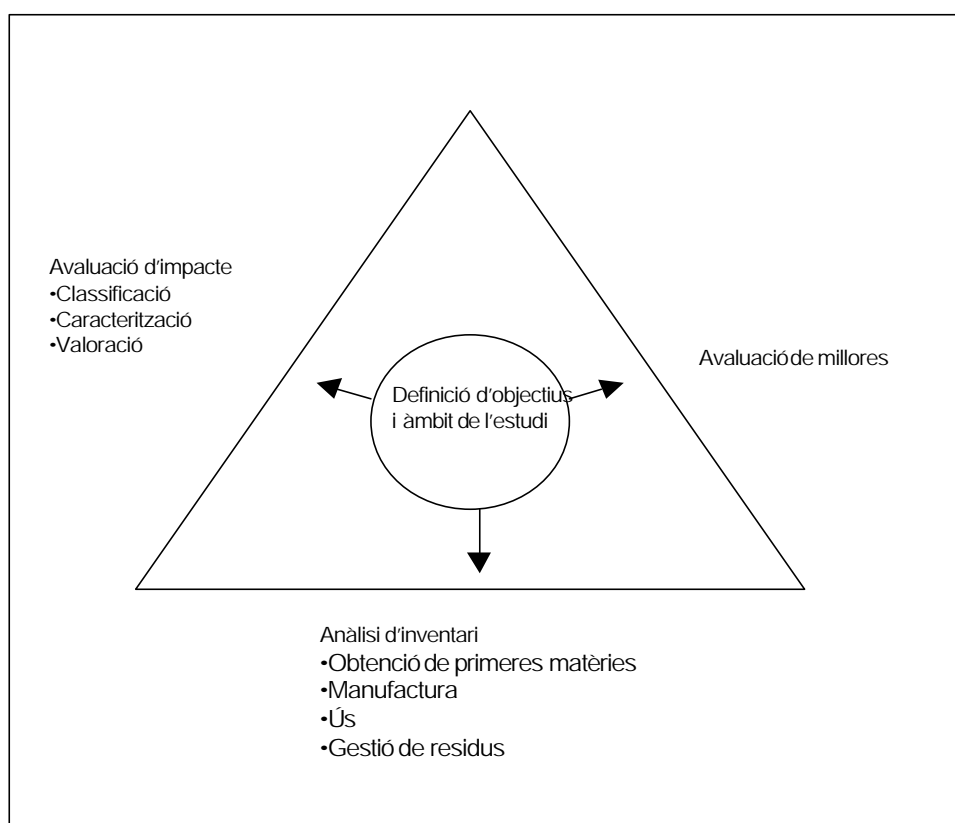 Avaluació d'impacte
•Classificació
•Caracterització
•Valoració
Definició d'objectius
i àmbit de l'estudi
Avaluació de millores
Anàlisi d'inventari
•Obtenció de primeres matèries
•Manufactura
•Ús
•Gestió de residus